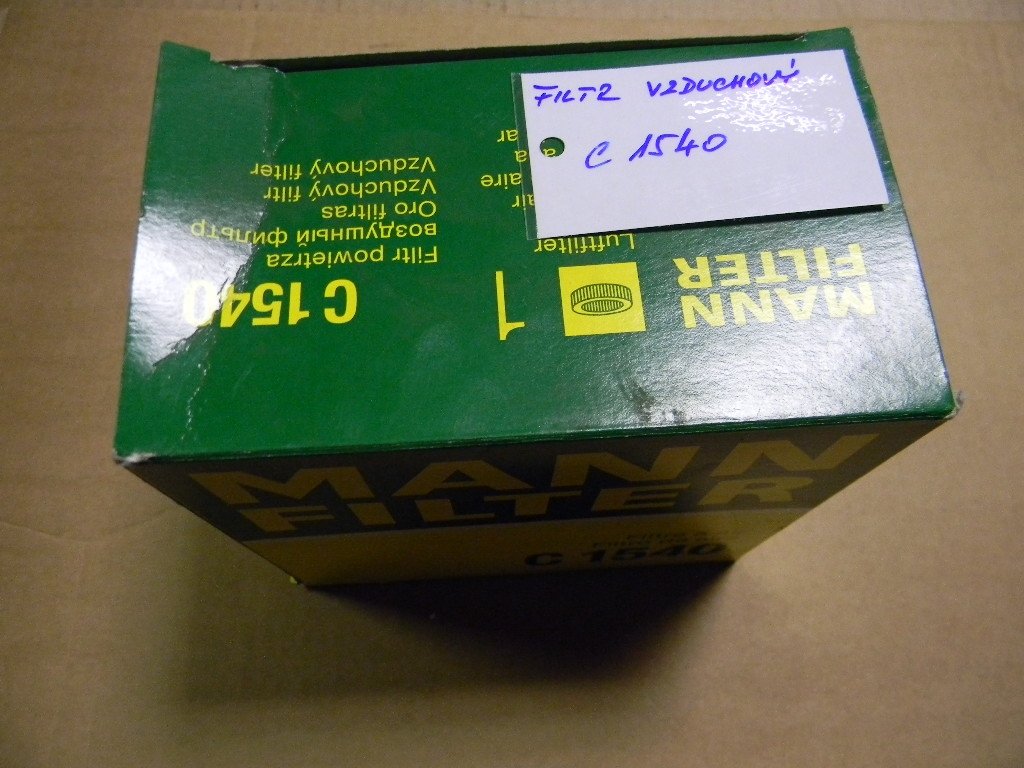 FILTR VZDUCHOVÝ
C 1540
MANN
FILTER
1
C 1540
Luftfilter
Filtr powietrza
воздушный фильтр
Oro filtras
Vzduchový filtr
Vzduchový filter
MANN
FILTER
C 1540